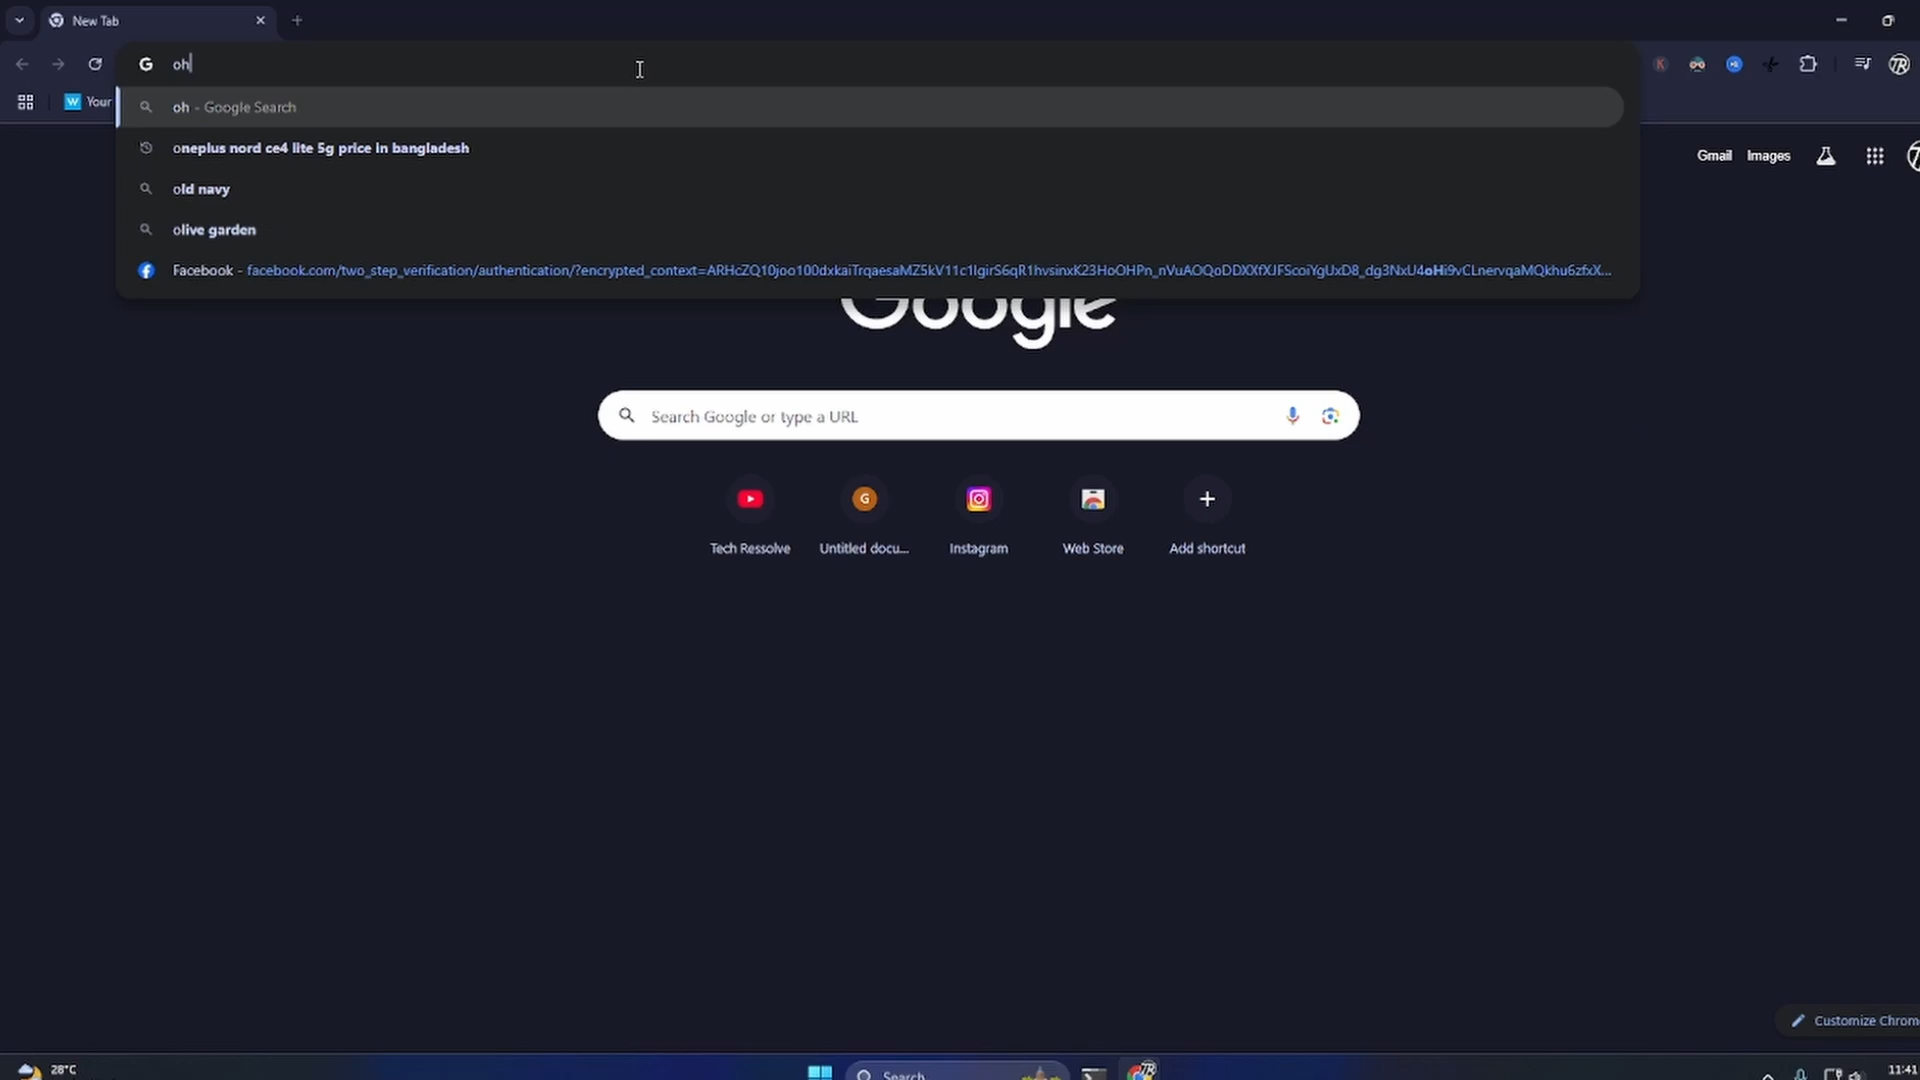 New Tab
oh
oh - Google Search
oneplus nord ce4 lite 5g price in bangladesh
old navy
olive garden
Facebook - facebook.com/two_step_verification/authentication/?encrypted_context=
Your
Gmail Images
Google
Search Google or type a URL
G
Tech Ressolve Untitled docu... Instagram Web Store Add shortcut
Customize Chrom
28°C
Search
11:41